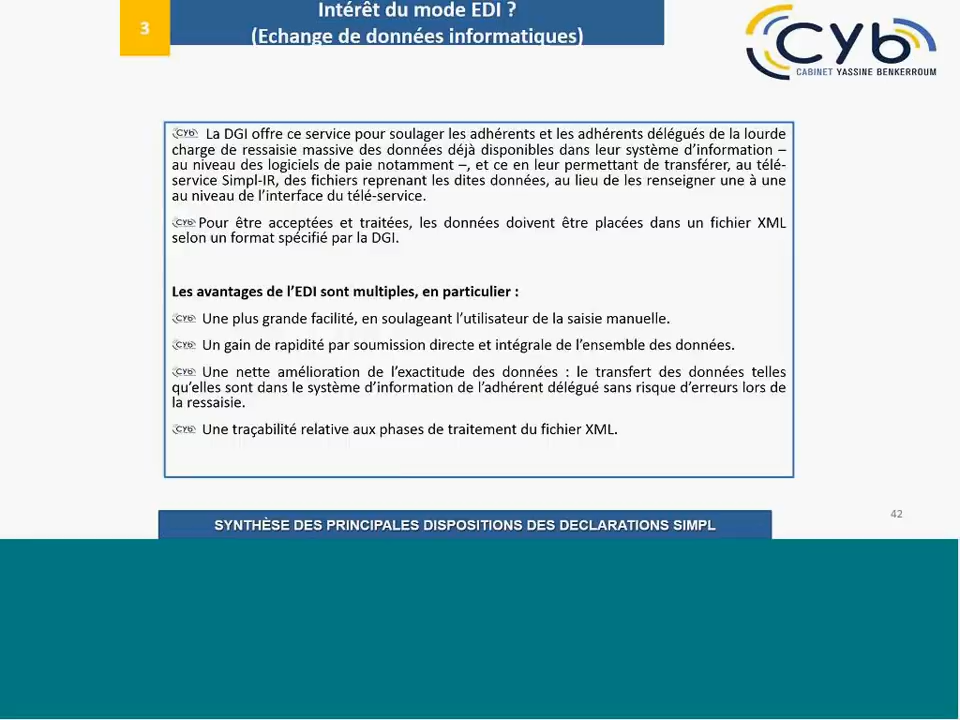 3
Intérêt du mode EDI ?
(Echange de données informatiques)
cyb
CABINET YASSINE BENKERROUM
La DGI offre ce service pour soulager les adhérents et les adhérents délégués de la lourde
charge de ressaisie massive des données déjà disponibles dans leur système d'information –
au niveau des logiciels de paie notamment –, et ce en leur permettant de transférer, au télé-
service Simpl-IR, des fichiers reprenant les dites données, au lieu de les renseigner une à une
au niveau de l'interface du télé-service.
Pour être acceptées et traitées, les données doivent être placées dans un fichier XML
selon un format spécifié par la DGI.
Les avantages de l'EDI sont multiples, en particulier :
Une plus grande facilité, en soulageant l'utilisateur de la saisie manuelle.
Un gain de rapidité par soumission directe et intégrale de l'ensemble des données.
Une nette amélioration de l'exactitude des données : le transfert des données telles
qu'elles sont dans le système d'information de l'adhérent délégué sans risque d'erreurs lors de
la ressaisie.
Une traçabilité relative aux phases de traitement du fichier XML.
42
SYNTHÈSE DES PRINCIPALES DISPOSITIONS DES DECLARATIONS SIMPL